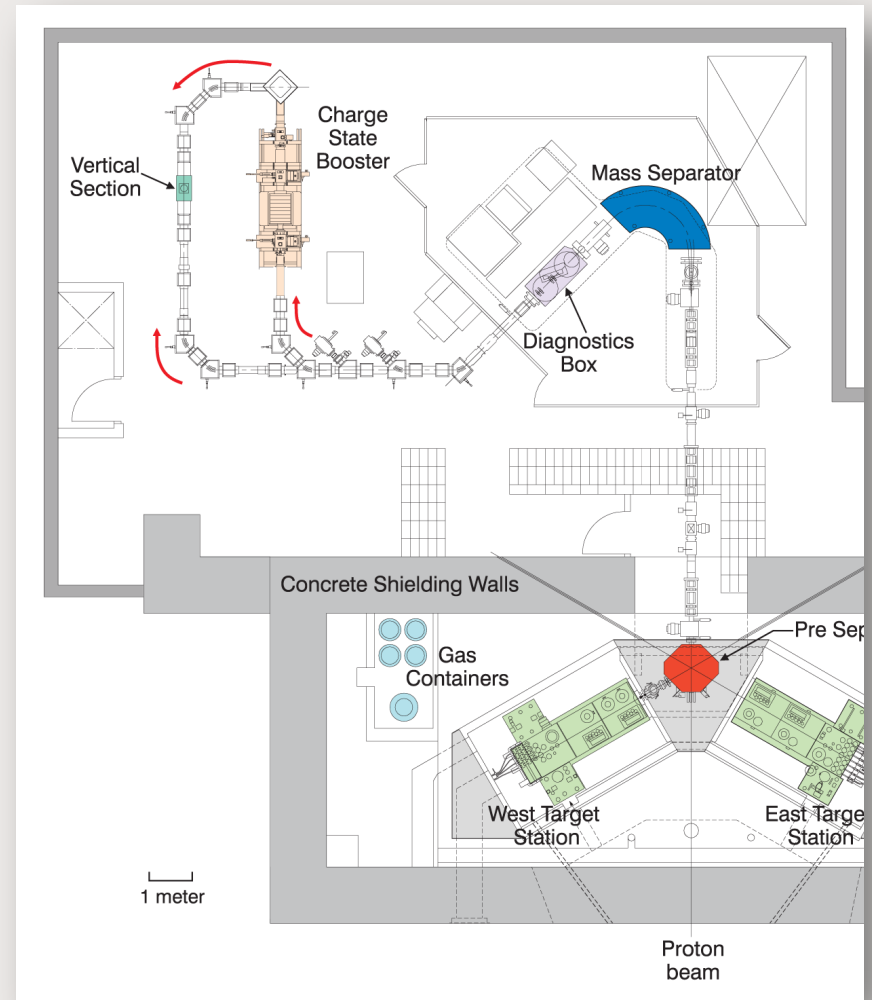 Charge
State
Booster
Vertical
Section
Mass Separator
Diagnostics
Box
Concrete Shielding Walls
Pre Sep
Gas
Containers
West Target
Station
East Targe
Station
1 meter
Proton
beam